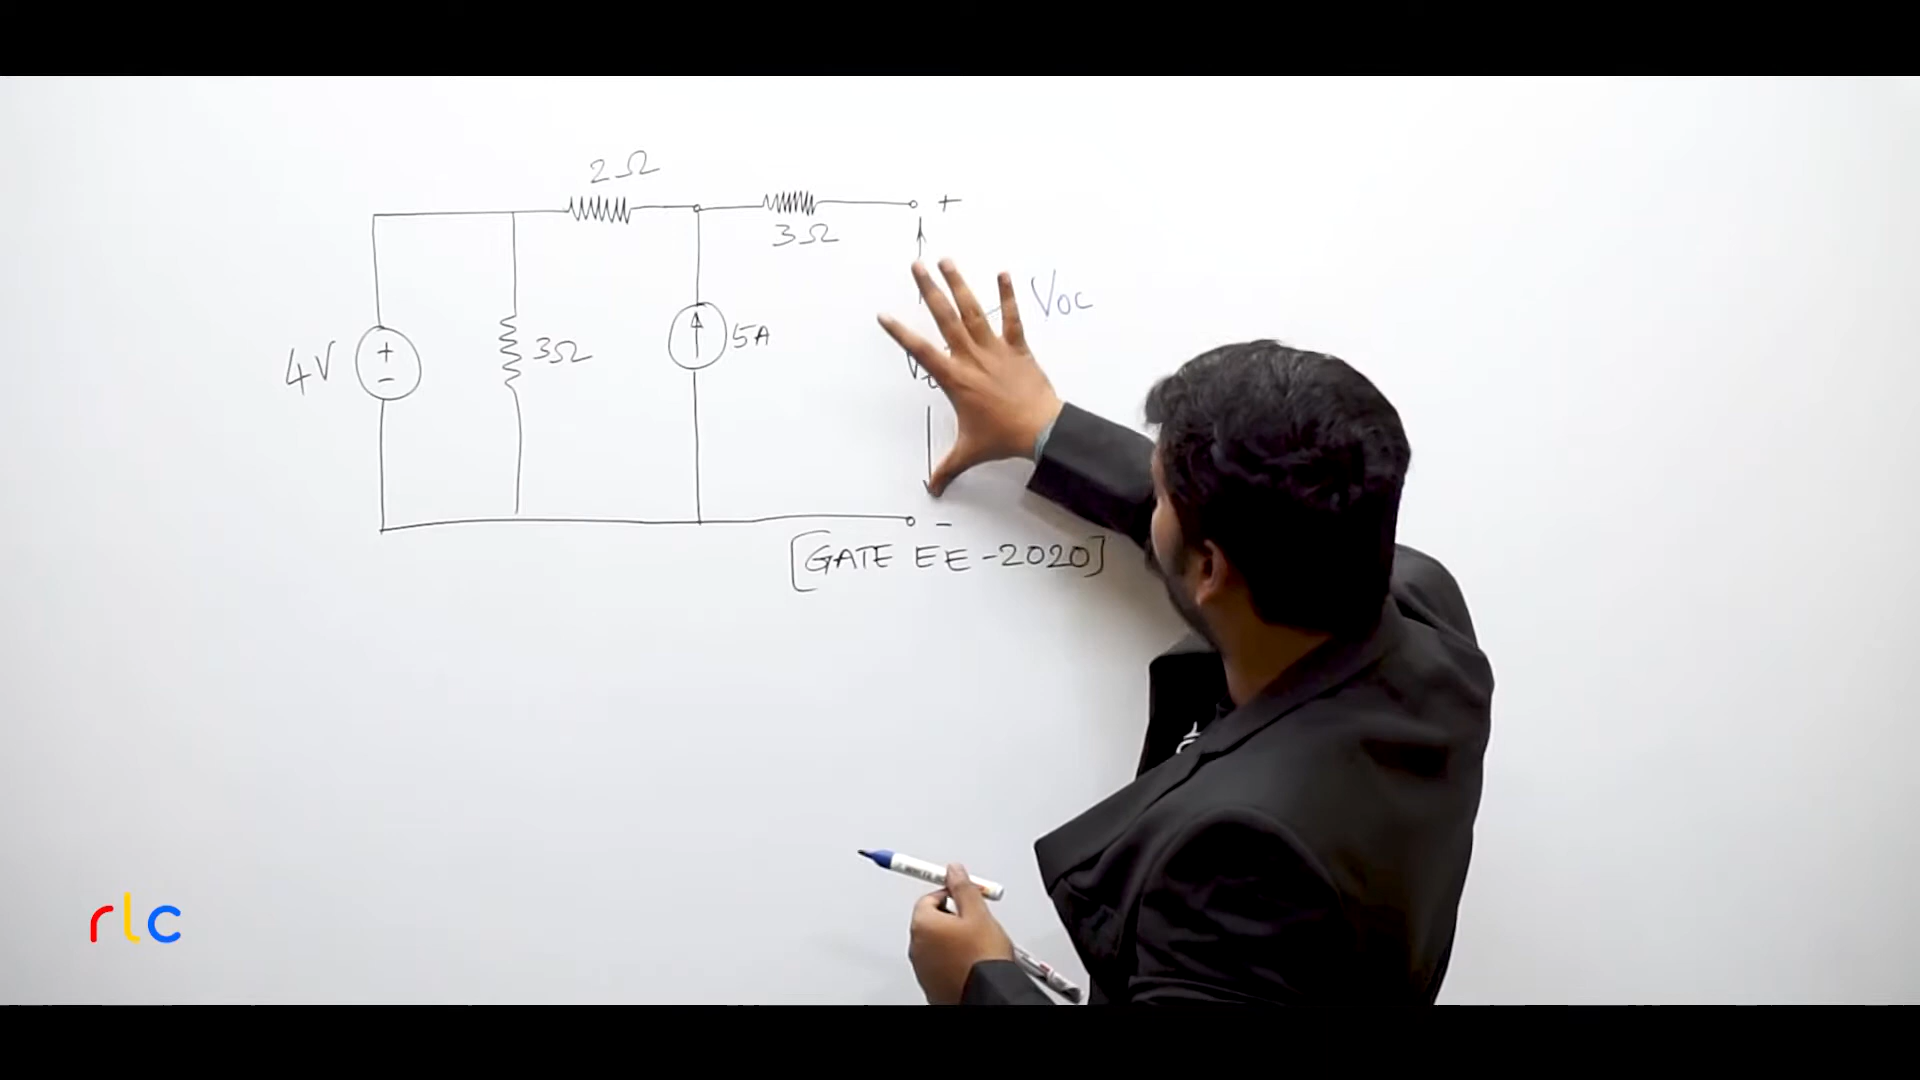 2Ω
3Ω
+
4V
+
-
3Ω
5A
Voc
-
[GATE EE-2020]
rlc